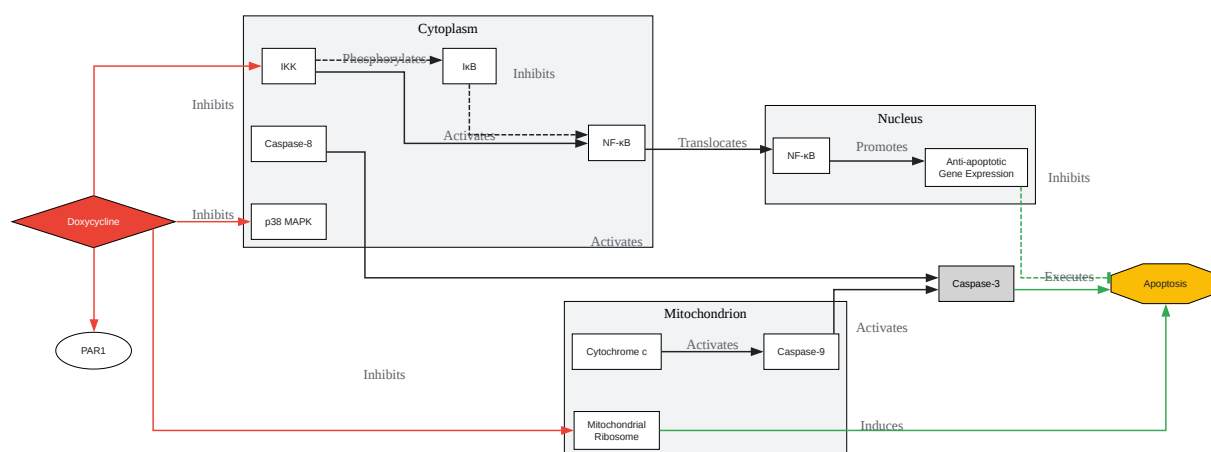 Cytoplasm
IKK
Phosphorylates
IκB
Inhibits
Inhibits
Caspase-8
Activates
NF-κB
Translocates
Nucleus
NF-κB
Promotes
Anti-apoptotic
Gene Expression
Inhibits
Doxycycline
Inhibits
p38 MAPK
Activates
Caspase-3
Executes
Apoptosis
Mitochondrion
Cytochrome c
Activates
Caspase-9
Activates
PAR1
Inhibits
Mitochondrial
Ribosome
Induces